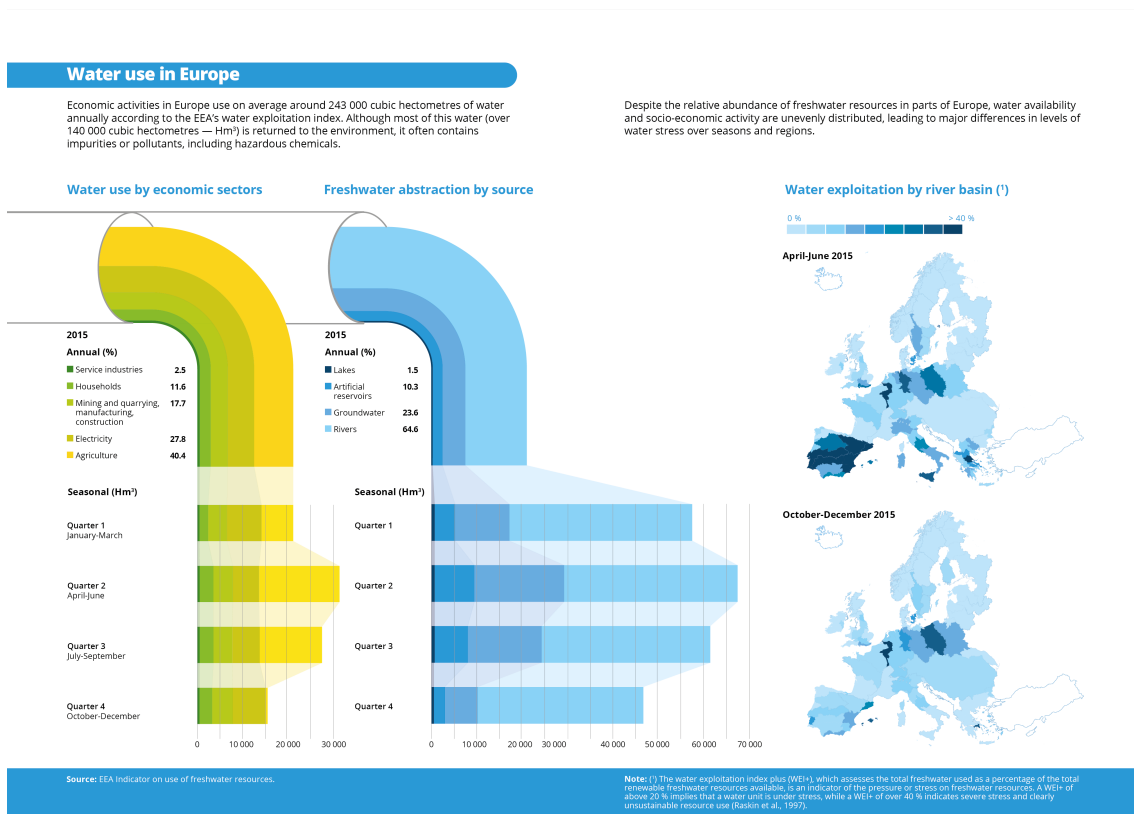 Water use in Europe
Economic activities in Europe use on average around 243 000 cubic hectometres of water
annually according to the EEA's water exploitation index. Although most of this water (over
140 000 cubic hectometres — Hm³) is returned to the environment, it often contains
impurities or pollutants, including hazardous chemicals.
Despite the relative abundance of freshwater resources in parts of Europe, water availability
and socio-economic activity are unevenly distributed, leading to major differences in levels of
water stress over seasons and regions.
Water use by economic sectors
2015
Annual (%)
Service industries 2.5
Households 11.6
Mining and quarrying, 17.7
manufacturing,
construction
Electricity 27.8
Agriculture 40.4
Seasonal (Hm³)
Quarter 1
January-March
Quarter 2
April-June
Quarter 3
July-September
Quarter 4
October-December
0 10 000 20 000 30 000
Freshwater abstraction by source
2015
Annual (%)
Lakes 1.5
Artificial 10.3
reservoirs
Groundwater 23.6
Rivers 64.6
Seasonal (Hm³)
Quarter 1
Quarter 2
Quarter 3
Quarter 4
0 10 000 20 000 30 000 40 000 50 000 60 000 70 000
Water exploitation by river basin (¹)
0 % > 40 %
April-June 2015
October-December 2015
Source: EEA Indicator on use of freshwater resources.
Note: (¹) The water exploitation index plus (WEI+), which assesses the total freshwater used as a percentage of the total
renewable freshwater resources available, is an indicator of the pressure or stress on freshwater resources. A WEI+ of
above 20 % implies that a water unit is under stress, while a WEI+ of over 40 % indicates severe stress and clearly
unsustainable resource use (Raskin et al., 1997).